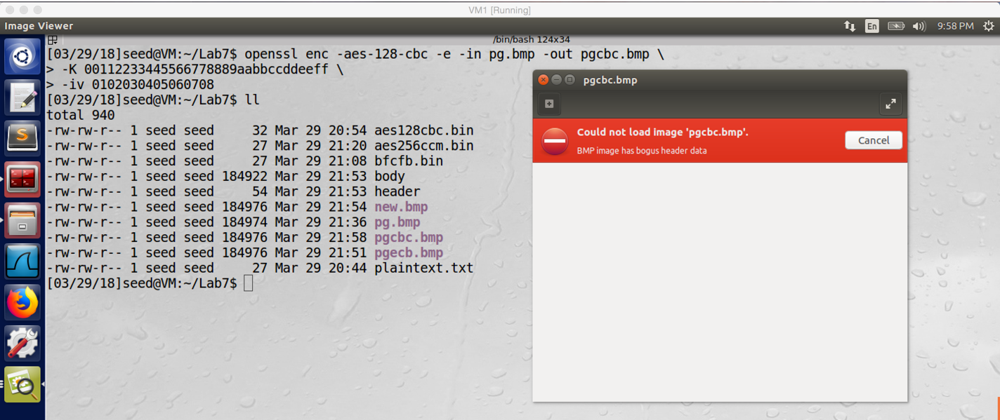 VM1 [Running]
Image Viewer
En
9:58 PM
/bin/bash 124x34
[03/29/18]seed@VM:~/Lab7$ openssl enc -aes-128-cbc -e -in pg.bmp -out pgcbc.bmp \
> -K 00112233445566778889aabbccddeeff \
> -iv 0102030405060708
[03/29/18]seed@VM:~/Lab7$ ll
total 940
-rw-rw-r-- 1 seed seed     32 Mar 29 20:54 aes128cbc.bin
-rw-rw-r-- 1 seed seed     27 Mar 29 21:20 aes256ccm.bin
-rw-rw-r-- 1 seed seed     27 Mar 29 21:08 bfcfb.bin
-rw-rw-r-- 1 seed seed 184922 Mar 29 21:53 body
-rw-rw-r-- 1 seed seed     54 Mar 29 21:53 header
-rw-rw-r-- 1 seed seed 184976 Mar 29 21:54 new.bmp
-rw-rw-r-- 1 seed seed 184974 Mar 29 21:36 pg.bmp
-rw-rw-r-- 1 seed seed 184976 Mar 29 21:58 pgcbc.bmp
-rw-rw-r-- 1 seed seed 184976 Mar 29 21:51 pgecb.bmp
-rw-rw-r-- 1 seed seed     27 Mar 29 20:44 plaintext.txt
[03/29/18]seed@VM:~/Lab7$
pgcbc.bmp
Could not load image 'pgcbc.bmp'.
BMP image has bogus header data
Cancel